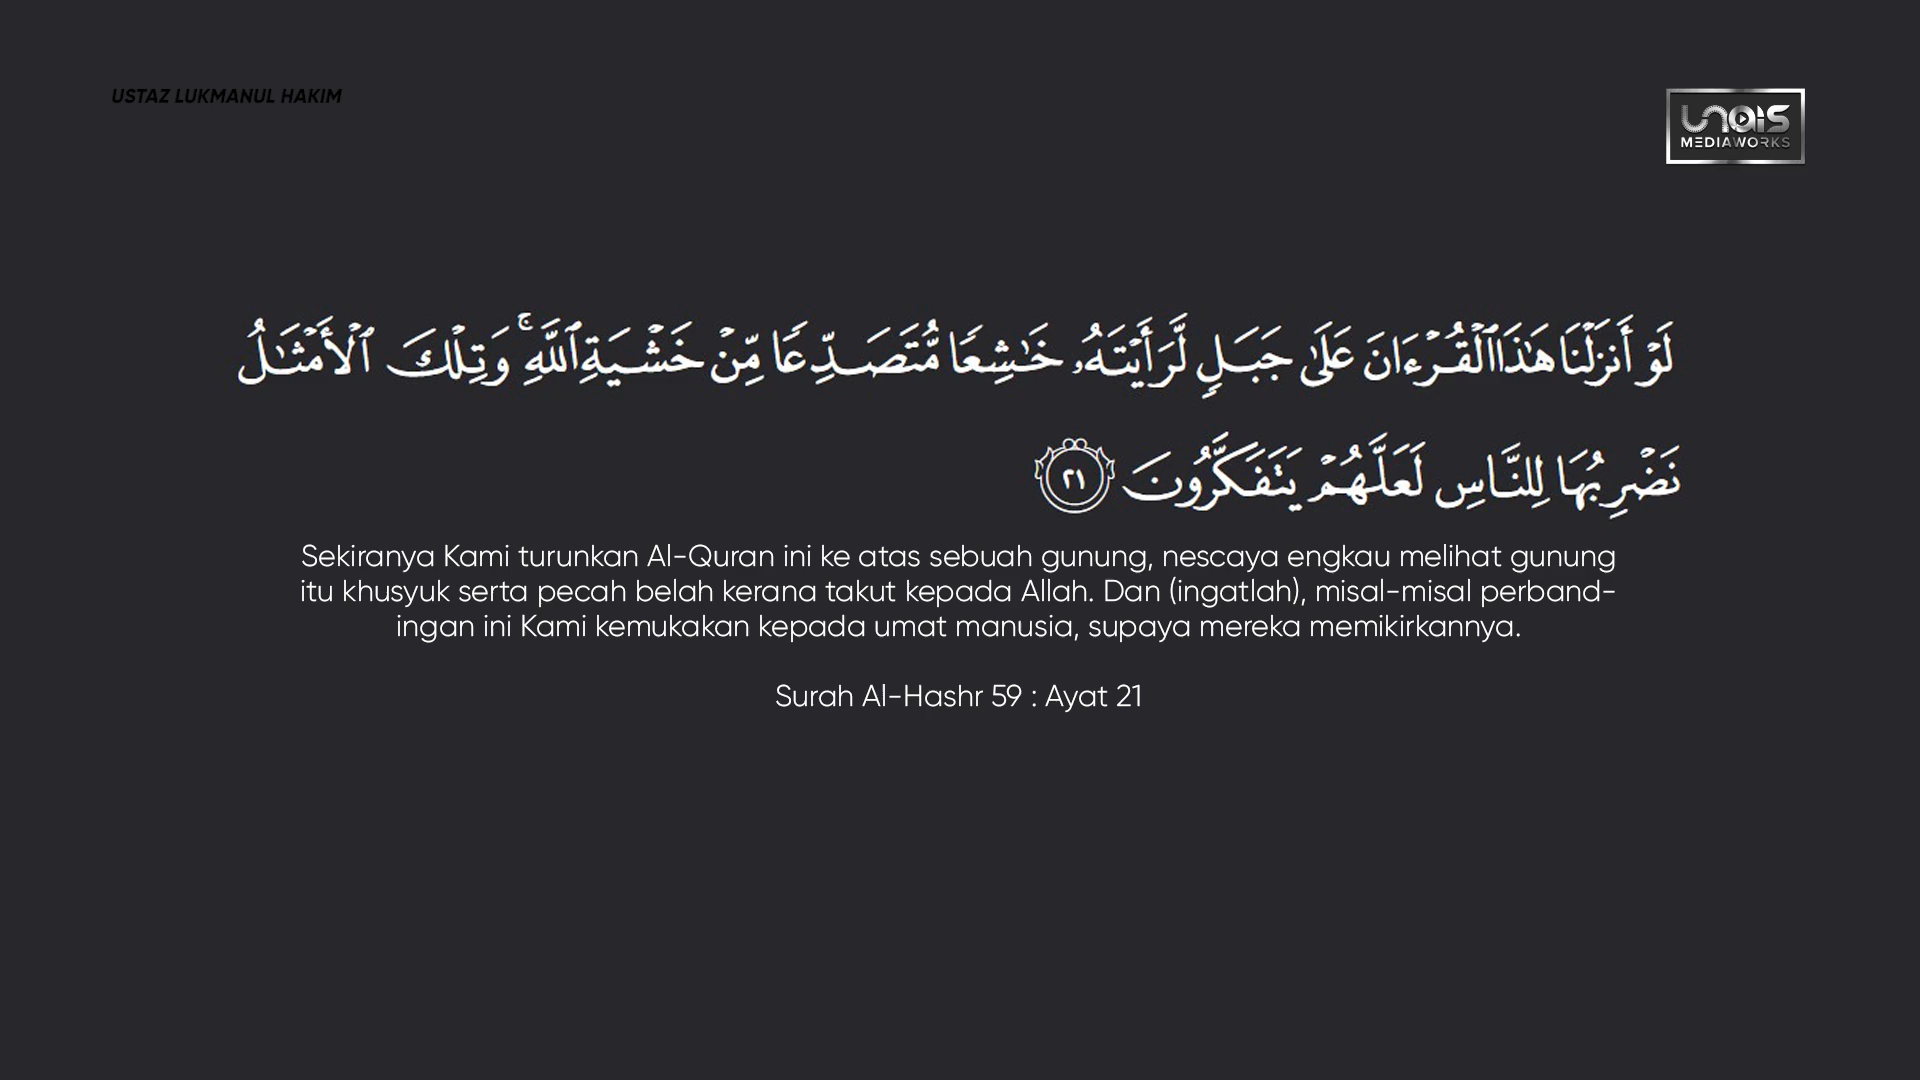 USTAZ LUKMANUL HAKIM
UNAIS
MEDIAWORKS
لَوْ أَنزَلْنَا هَٰذَا ٱلْقُرْءَانَ عَلَىٰ جَبَلٍ لَّرَأَيْتَهُۥ خَٰشِعًا مُّتَصَدِّعًا مِّنْ خَشْيَةِ ٱللَّهِ ۚ وَتِلْكَ ٱلْأَمْثَٰلُ
نَضْرِبُهَا لِلنَّاسِ لَعَلَّهُمْ يَتَفَكَّرُونَ ٢١
Sekiranya Kami turunkan Al-Quran ini ke atas sebuah gunung, nescaya engkau melihat gunung
itu khusyuk serta pecah belah kerana takut kepada Allah. Dan (ingatlah), misal-misal perband-
ingan ini Kami kemukakan kepada umat manusia, supaya mereka memikirkannya.
Surah Al-Hashr 59 : Ayat 21